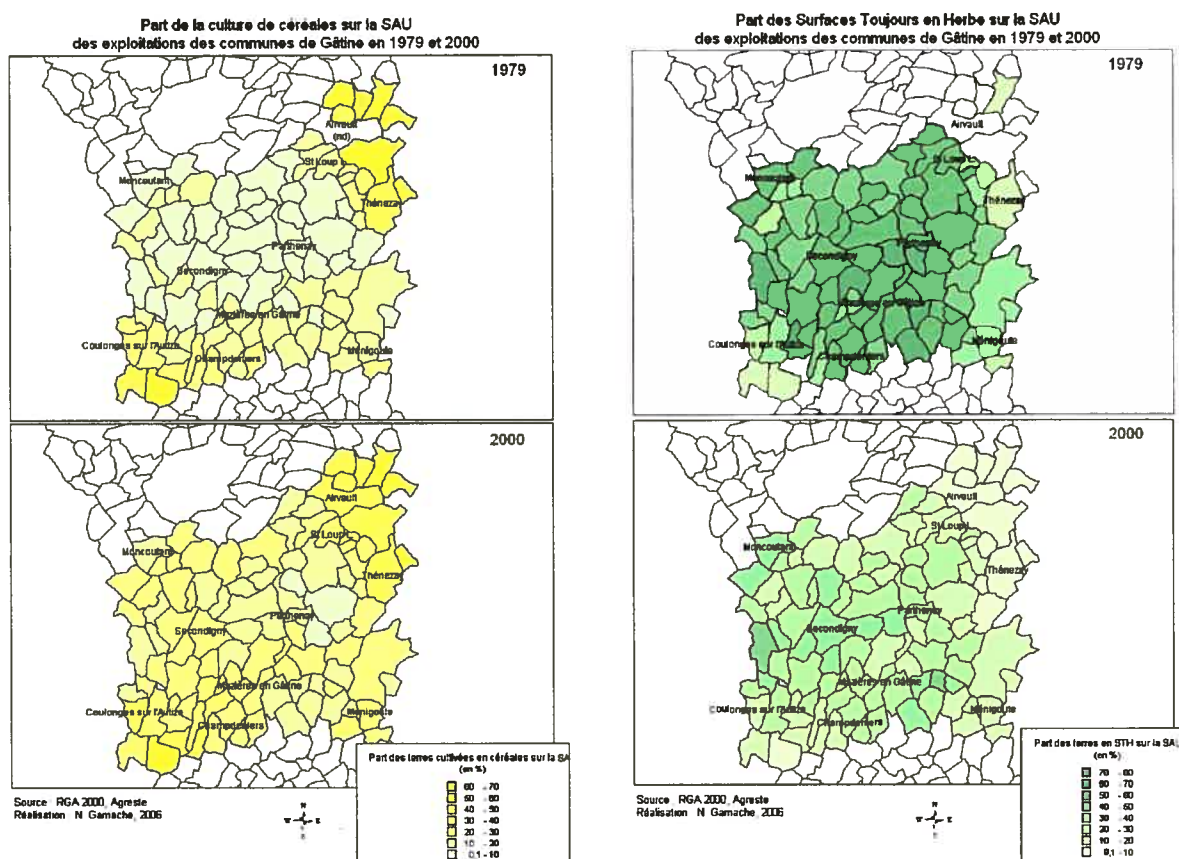 Part de la culture de céréales sur la SAU
des exploitations des communes de Gâtine en 1979 et 2000
1979
Airvault
(nd)
St Loup L.
Moncoutant
Thénezay
Parthenay
Secondigny
Mazières en Gâtine
Coulonges sur l'Autize
Champdeniers
Ménigoute
2000
Airvault
St Loup L.
Moncoutant
Thénezay
Parthenay
Secondigny
Mazières en Gâtine
Coulonges sur l'Autize
Champdeniers
Ménigoute
Part des terres cultivées en céréales sur la SA
(en %)
60 - 70
50 - 60
40 - 50
30 - 40
20 - 30
10 - 20
0,1 - 10
Source : RGA 2000, Agreste
Réalisation : N. Gamache, 2006
N
W E
S
Part des Surfaces Toujours en Herbe sur la SAU
des exploitations des communes de Gâtine en 1979 et 2000
1979
Airvault
St Loup L.
Moncoutant
Thénezay
Parthenay
Secondigny
Mazières en Gâtine
Coulonges sur l'Autize
Champdeniers
Ménigoute
2000
Airvault
St Loup L.
Moncoutant
Thénezay
Parthenay
Secondigny
Mazières en Gâtine
Coulonges sur l'Autize
Champdeniers
Ménigoute
Part des terres en STH sur la SAU
(en %)
70 - 80
60 - 70
50 - 60
40 - 50
30 - 40
20 - 30
10 - 20
0,1 - 10
Source : RGA 2000, Agreste
Réalisation : N. Gamache, 2006
N
W E
S